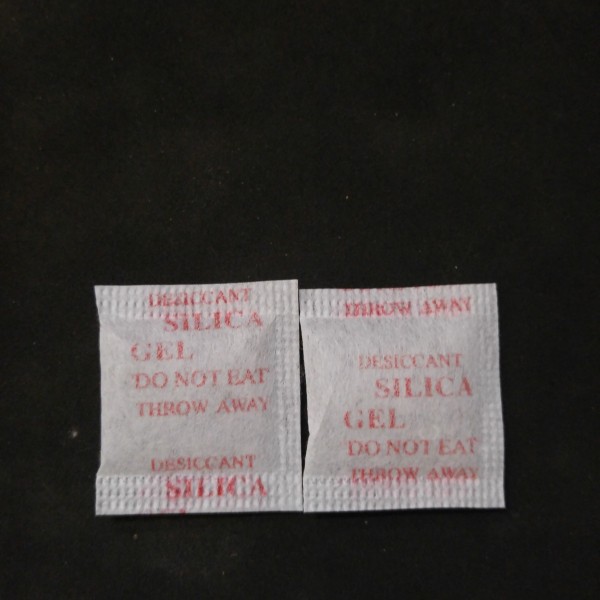 DESICCANT
SILICA
GEL
DO NOT EAT
THROW AWAY
DESICCANT
SILICA
THROW AWAY
DESICCANT
SILICA
GEL
DO NOT EAT
THROW AWAY